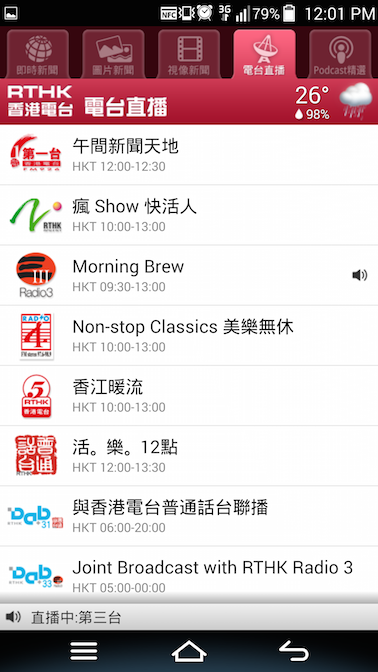 NFC 3G 79% 12:01 PM
即時新聞 圖片新聞 視像新聞 電台直播 Podcast精選
RTHK
香港電台 電台直播 26°
98%
第一台
午間新聞天地
HKT 12:00-12:30
RTHK
瘋 Show 快活人
HKT 10:00-13:00
Radio3
Morning Brew
HKT 09:30-13:00
RADIO
4
Non-stop Classics 美樂無休
HKT 10:00-13:00
5
RTHK
香港電台
香江暖流
HKT 10:00-13:00
普通話台
RTHK
活。樂。12點
HKT 12:00-13:30
RTHK Dab 31
與香港電台普通話台聯播
HKT 06:00-20:00
RTHK Dab 33
Joint Broadcast with RTHK Radio 3
HKT 05:00-00:00
直播中:第三台